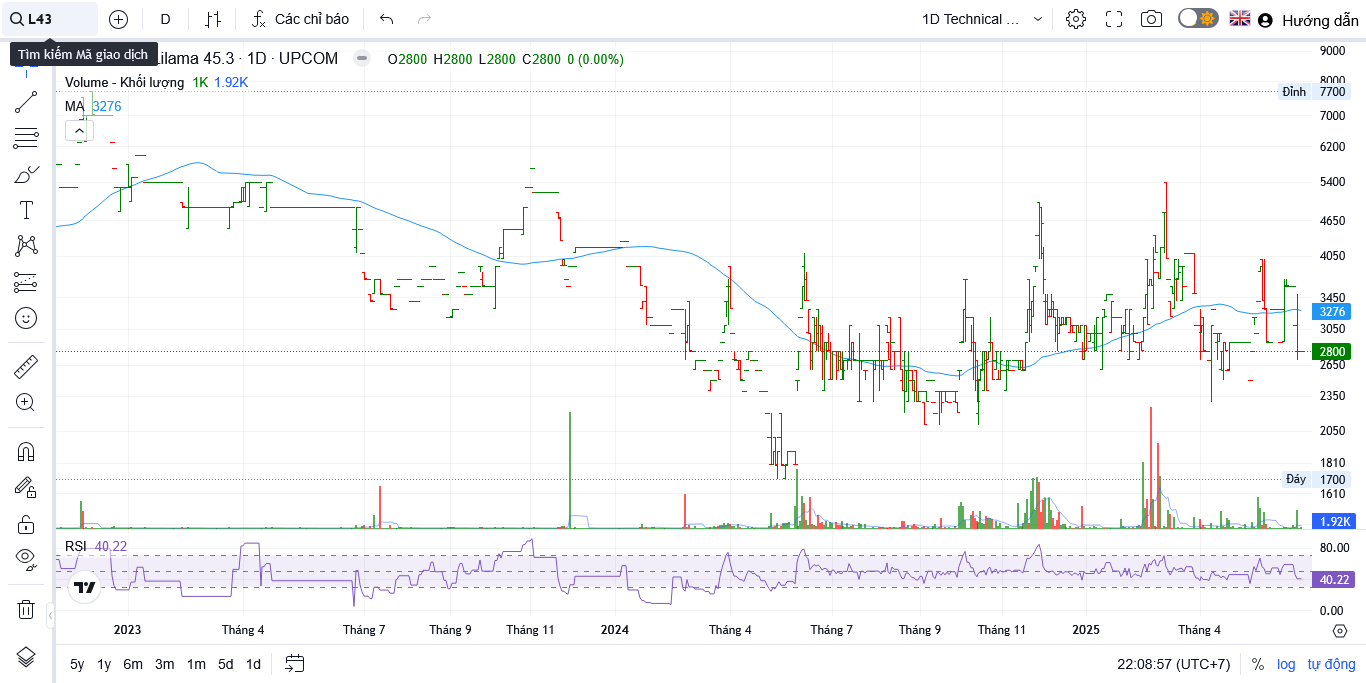 L43
D
Các chỉ báo
1D Technical ...
Hướng dẫn
Tìm kiếm Mã giao dịch
Lilama 45.3 · 1D · UPCOM
O2800 H2800 L2800 C2800 0 (0.00%)
Volume - Khối lượng 1K 1.92K
MA 3276
9000
8000
Đỉnh 7700
7000
6200
5400
4650
4050
3450
3276
3050
2800
2650
2350
2050
1810
Đáy 1700
1610
1.92K
RSI 40.22
80.00
40.22
0.00
2023 Tháng 4 Tháng 7 Tháng 9 Tháng 11 2024 Tháng 4 Tháng 7 Tháng 9 Tháng 11 2025 Tháng 4
5y 1y 6m 3m 1m 5d 1d
22:08:57 (UTC+7) % log tự động